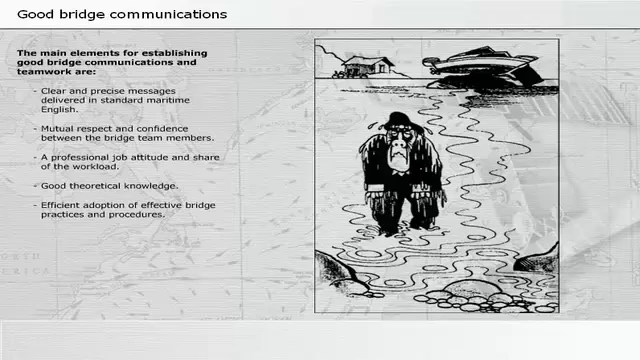 Good bridge communications
The main elements for establishing
good bridge communications and
teamwork are:
- Clear and precise messages
delivered in standard maritime
English.
- Mutual respect and confidence
between the bridge team members.
- A professional job attitude and share
of the workload.
- Good theoretical knowledge.
- Efficient adoption of effective bridge
practices and procedures.